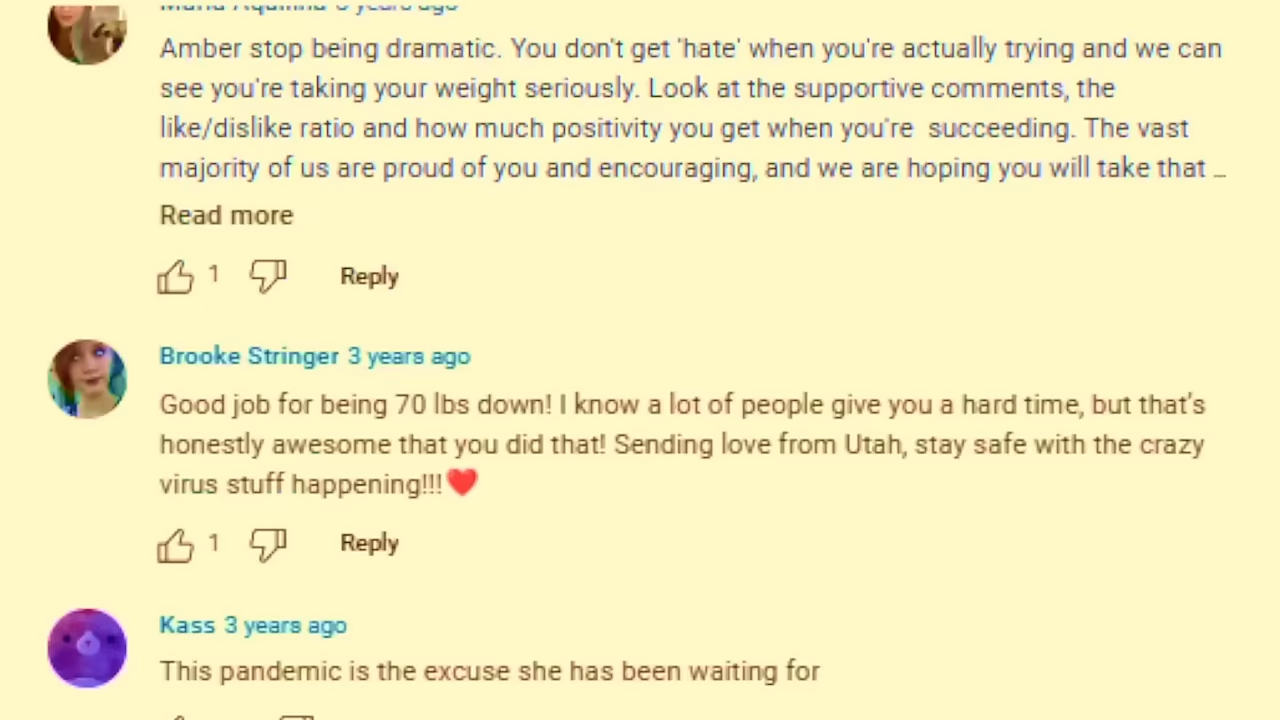 3 years ago
Amber stop being dramatic. You don't get 'hate' when you're actually trying and we can
see you're taking your weight seriously. Look at the supportive comments, the
like/dislike ratio and how much positivity you get when you're  succeeding. The vast
majority of us are proud of you and encouraging, and we are hoping you will take that ...
Read more
1 Reply
Brooke Stringer 3 years ago
Good job for being 70 lbs down! I know a lot of people give you a hard time, but that's
honestly awesome that you did that! Sending love from Utah, stay safe with the crazy
virus stuff happening!!!❤️
1 Reply
Kass 3 years ago
This pandemic is the excuse she has been waiting for